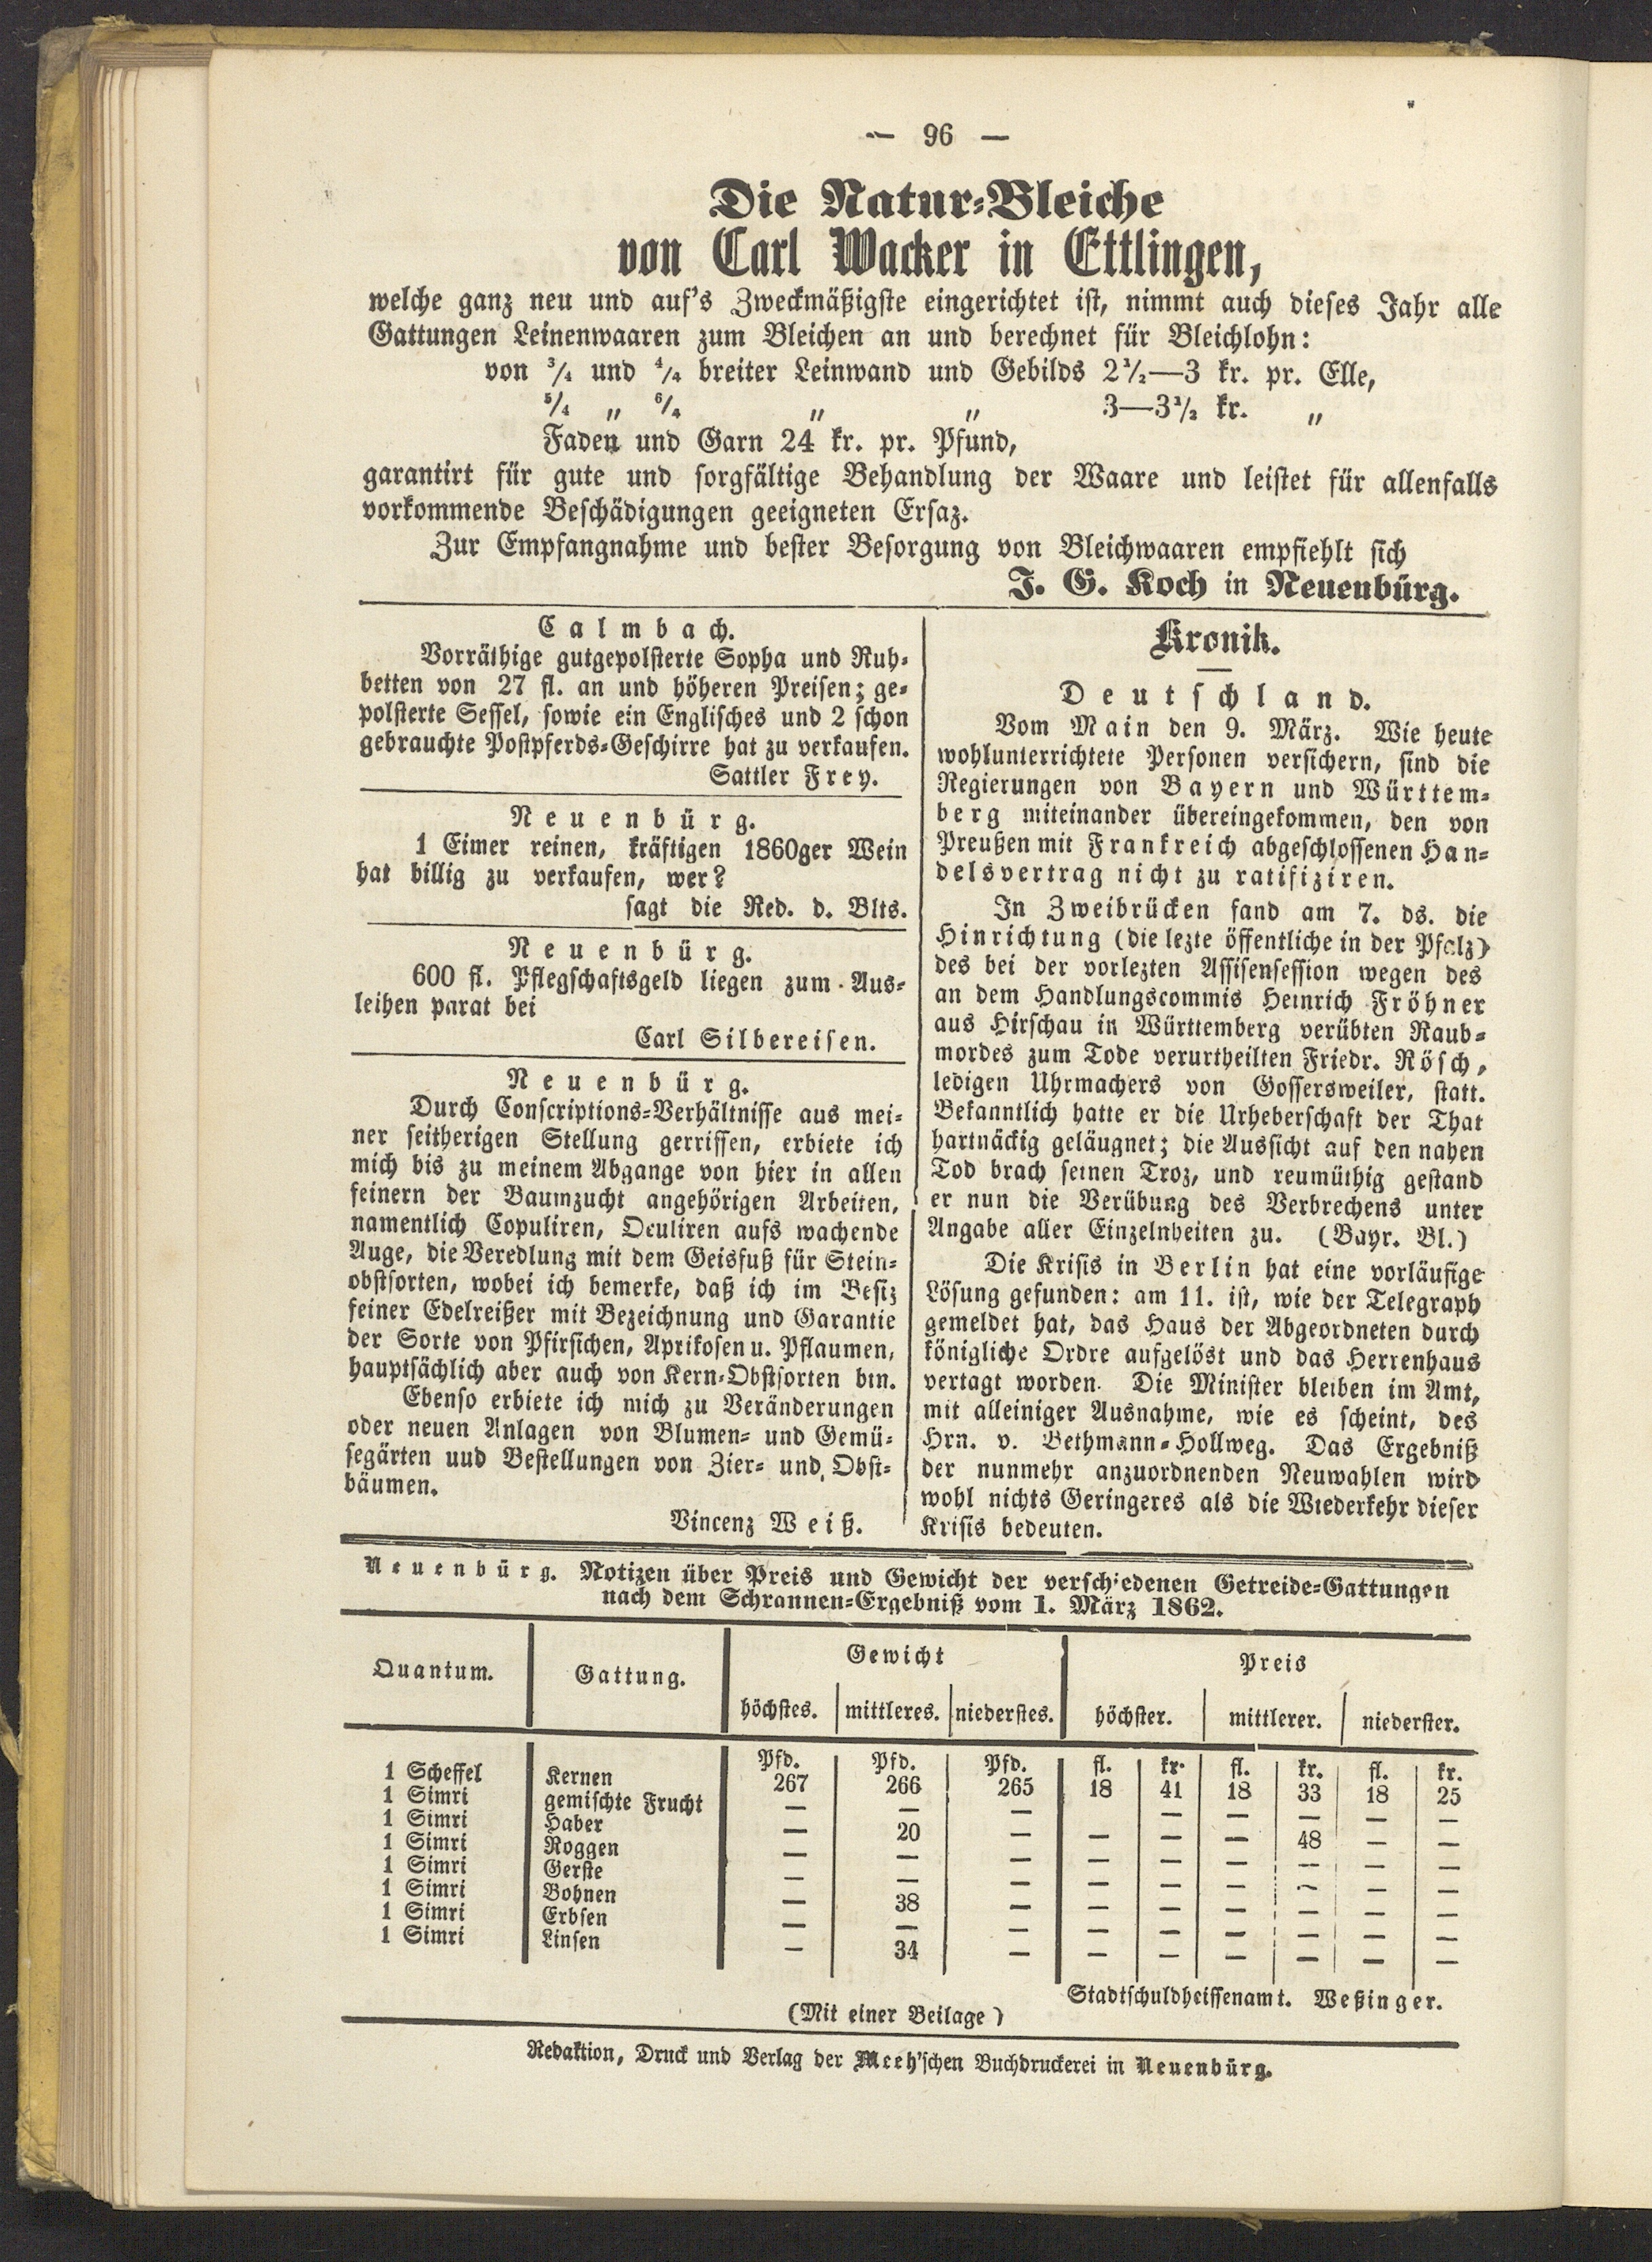 — 96 —
Die Natur-Bleiche
von Carl Wacker in Ettlingen,
welche ganz neu und auf's Zweckmäßigste eingerichtet ist, nimmt auch dieses Jahr alle
Gattungen Leinenwaaren zum Bleichen an und berechnet für Bleichlohn:
von 3/4 und 4/4 breiter Leinwand und Gebilds 2 1/2—3 kr. pr. Elle,
5/4 „ 6/4 „ „ 3—3 1/2 kr. „
Faden und Garn 24 kr. pr. Pfund,
garantirt für gute und sorgfältige Behandlung der Waare und leistet für allenfalls
vorkommende Beschädigungen geeigneten Ersaz.
Zur Empfangnahme und bester Besorgung von Bleichwaaren empfiehlt sich
J. G. Koch in Neuenbürg.
Calmbach.
Vorräthige gutgepolsterte Sopha und Ruh-
betten von 27 fl. an und höheren Preisen; ge-
polsterte Sessel, sowie ein Englisches und 2 schon
gebrauchte Postpferds-Geschirre hat zu verkaufen.
Sattler Frey.
Neuenbürg.
1 Eimer reinen, kräftigen 1860ger Wein
hat billig zu verkaufen, wer?
sagt die Red. d. Blts.
Neuenbürg.
600 fl. Pflegschaftsgeld liegen zum Aus-
leihen parat bei
Carl Silbereisen.
Neuenbürg.
Durch Conscriptions-Verhältnisse aus mei-
ner seitherigen Stellung gerrissen, erbiete ich
mich bis zu meinem Abgange von hier in allen
feinern der Baumzucht angehörigen Arbeiten,
namentlich Copuliren, Oculiren aufs wachende
Auge, die Veredlung mit dem Geisfuß für Stein-
obstsorten, wobei ich bemerke, daß ich im Besiz
feiner Edelreißer mit Bezeichnung und Garantie
der Sorte von Pfirsichen, Aprikosen u. Pflaumen,
hauptsächlich aber auch von Kern-Obstsorten bin.
Ebenso erbiete ich mich zu Veränderungen
oder neuen Anlagen von Blumen- und Gemü-
segärten uud Bestellungen von Zier- und Obst-
bäumen.
Vincenz Weiß.
Kronik.
Deutschland.
Vom Main den 9. März. Wie heute
wohlunterrichtete Personen versichern, sind die
Regierungen von Bayern und Württem-
berg miteinander übereingekommen, den von
Preußen mit Frankreich abgeschlossenen Han-
delsvertrag nicht zu ratifiziren.
In Zweibrücken fand am 7. ds. die
Hinrichtung (die lezte öffentliche in der Pfalz)
des bei der vorlezten Assisensession wegen des
an dem Handlungscommis Heinrich Fröhner
aus Hirschau in Württemberg verübten Raub-
mordes zum Tode verurtheilten Friedr. Rösch,
ledigen Uhrmachers von Gossersweiler, statt.
Bekanntlich hatte er die Urheberschaft der That
hartnäckig geläugnet; die Aussicht auf den nahen
Tod brach seinen Troz, und reumüthig gestand
er nun die Verübung des Verbrechens unter
Angabe aller Einzelnheiten zu. (Bayr. Bl.)
Die Krisis in Berlin hat eine vorläufige
Lösung gefunden: am 11. ist, wie der Telegraph
gemeldet hat, das Haus der Abgeordneten durch
königliche Ordre aufgelöst und das Herrenhaus
vertagt worden. Die Minister bleiben im Amt,
mit alleiniger Ausnahme, wie es scheint, des
Hrn. v. Bethmann-Hollweg. Das Ergebniß
der nunmehr anzuordnenden Neuwahlen wird
wohl nichts Geringeres als die Wiederkehr dieser
Krisis bedeuten.
Neuenbürg. Notizen über Preis und Gewicht der verschiedenen Getreide-Gattungen
nach dem Schrannen-Ergebniß vom 1. März 1862.
Quantum. Gattung. Gewicht Preis
höchstes. mittleres. niederstes. höchster. mittlerer. niederster.
Pfd. Pfd. Pfd. fl. kr. fl. kr. fl. kr.
1 Scheffel Kernen 267 266 265 18 41 18 33 18 25
1 Simri gemischte Frucht — — — — — — — —
1 Simri Haber — 20 — — — — 48 — —
1 Simri Roggen — — — — — — — — —
1 Simri Gerste — — — — — — — — —
1 Simri Bohnen — 38 — — — — — — —
1 Simri Erbsen — — — — — — — — —
1 Simri Linsen — 34 — — — — — — —
Stadtschuldheissenamt. Weßinger.
(Mit einer Beilage)
Redaktion, Druck und Verlag der Meeh'schen Buchdruckerei in Neuenbürg.